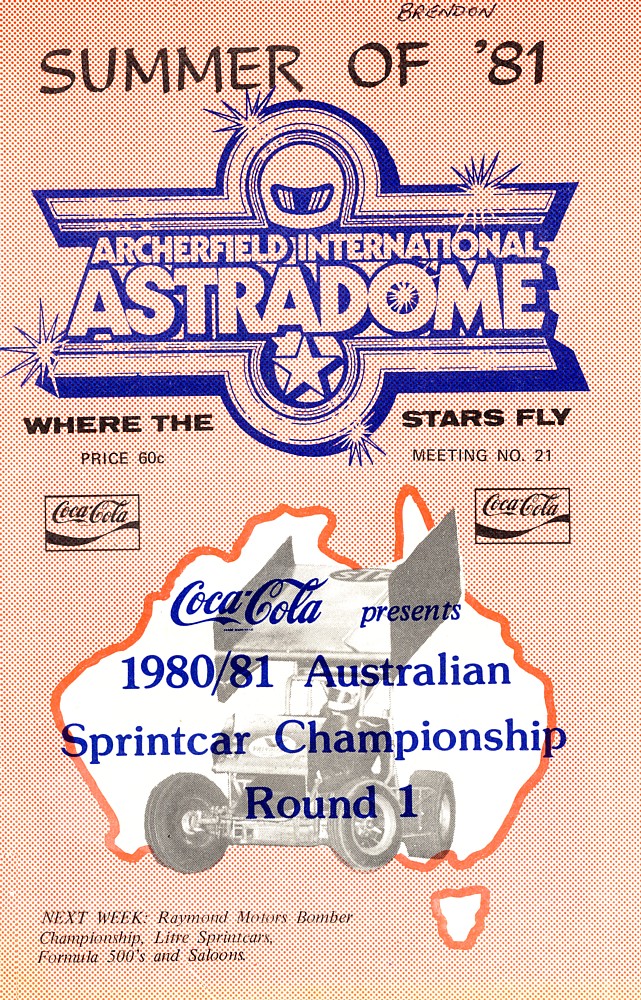 BRENDON
SUMMER OF '81
ARCHERFIELD INTERNATIONAL
ASTRADOME
WHERE THE STARS FLY
PRICE 60c MEETING NO. 21
Coca-Cola Coca-Cola
STP
Coca-Cola presents
1980/81 Australian
Sprintcar Championship
Round 1
NEXT WEEK: Raymond Motors Bomber
Championship, Litre Sprintcars,
Formula 500's and Saloons.